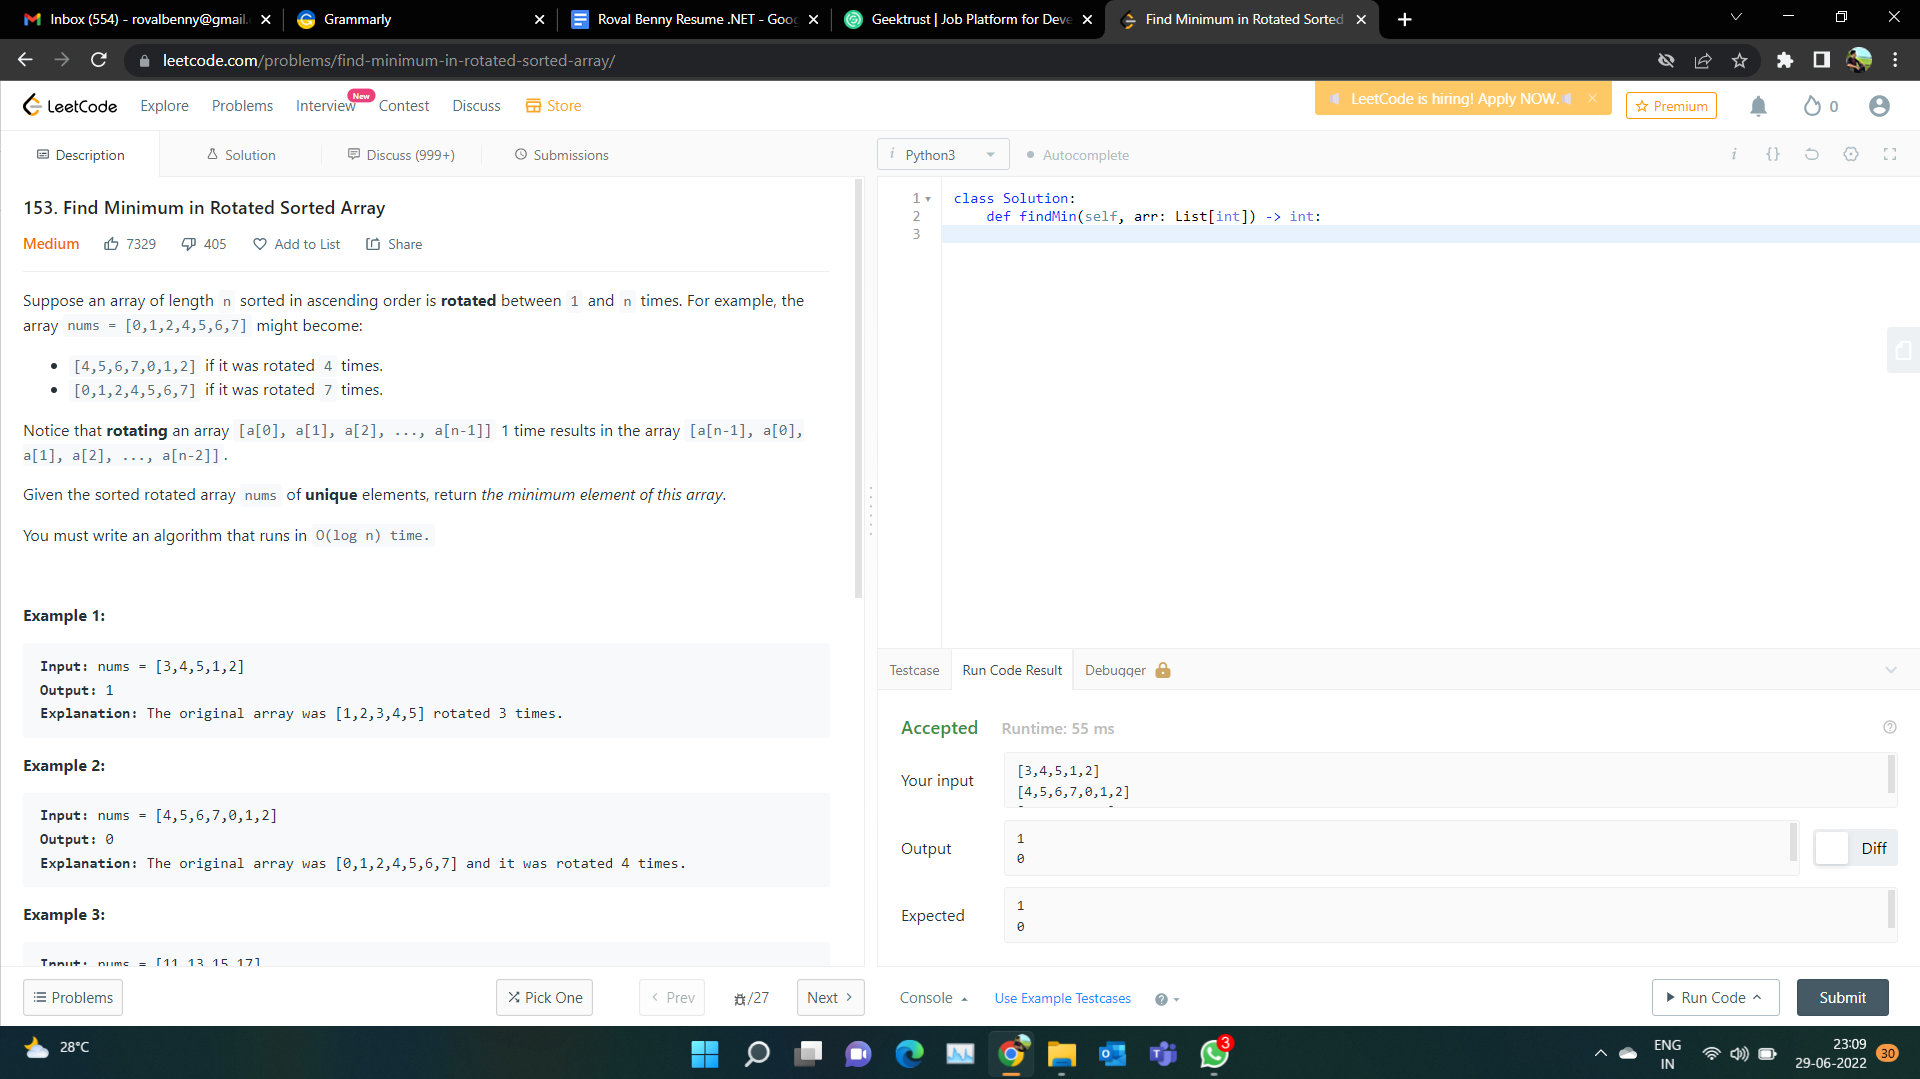 Inbox (554) - rovalbenny@gmail.
Grammarly
Roval Benny Resume .NET - Goog
Geektrust | Job Platform for Deve
Find Minimum in Rotated Sorted
leetcode.com/problems/find-minimum-in-rotated-sorted-array/
LeetCode
Explore
Problems
Interview
New
Contest
Discuss
Store
LeetCode is hiring! Apply NOW.
Premium
0
Description
Solution
Discuss (999+)
Submissions
i Python3
Autocomplete
i
{}
153. Find Minimum in Rotated Sorted Array
Medium
7329
405
Add to List
Share
Suppose an array of length n sorted in ascending order is rotated between 1 and n times. For example, the
array nums = [0,1,2,4,5,6,7] might become:
• [4,5,6,7,0,1,2] if it was rotated 4 times.
• [0,1,2,4,5,6,7] if it was rotated 7 times.
Notice that rotating an array [a[0], a[1], a[2], ..., a[n-1]] 1 time results in the array [a[n-1], a[0],
a[1], a[2], ..., a[n-2]].
Given the sorted rotated array nums of unique elements, return the minimum element of this array.
You must write an algorithm that runs in O(log n) time.
Example 1:
Input: nums = [3,4,5,1,2]
Output: 1
Explanation: The original array was [1,2,3,4,5] rotated 3 times.
Example 2:
Input: nums = [4,5,6,7,0,1,2]
Output: 0
Explanation: The original array was [0,1,2,4,5,6,7] and it was rotated 4 times.
Example 3:
Input: nums = [11,13,15,17]
Problems
Pick One
Prev
/27
Next
1 class Solution:
2 def findMin(self, arr: List[int]) -> int:
3
Testcase
Run Code Result
Debugger
Accepted
Runtime: 55 ms
Your input
[3,4,5,1,2]
[4,5,6,7,0,1,2]
Output
1
0
Diff
Expected
1
0
Console
Use Example Testcases
Run Code
Submit
28°C
3
ENG
IN
23:09
29-06-2022
30